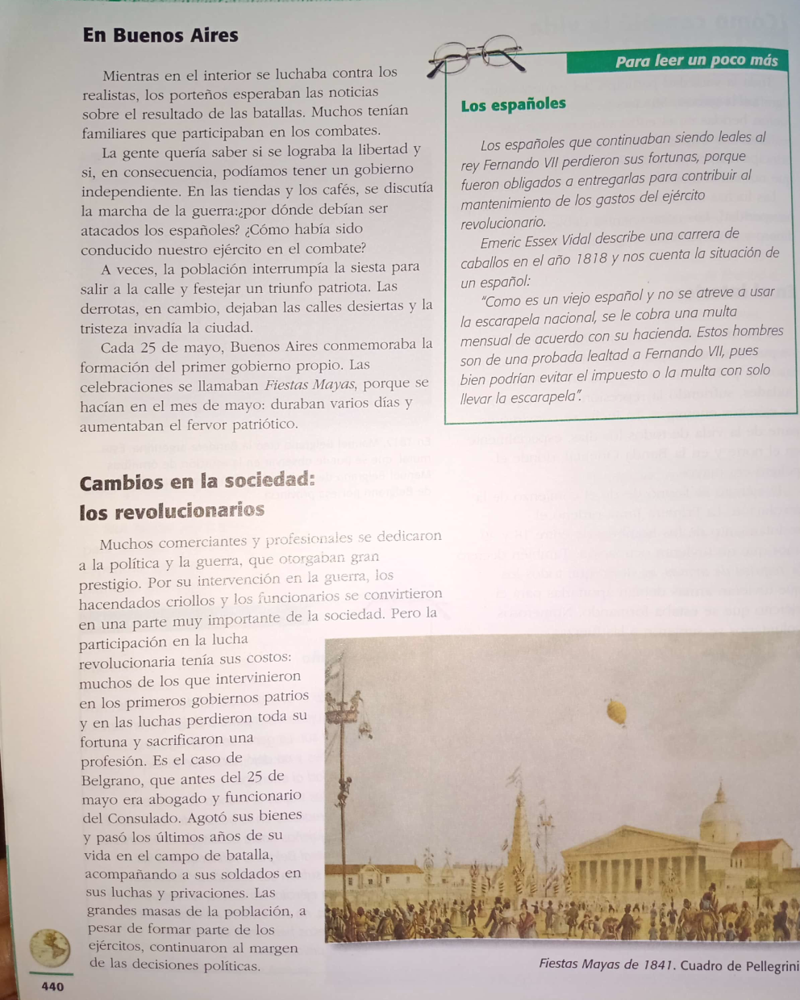 En Buenos Aires
Mientras en el interior se luchaba contra los
realistas, los porteños esperaban las noticias
sobre el resultado de las batallas. Muchos tenían
familiares que participaban en los combates.
La gente quería saber si se lograba la libertad y
si, en consecuencia, podíamos tener un gobierno
independiente. En las tiendas y los cafés, se discutía
la marcha de la guerra:¿por dónde debían ser
atacados los españoles? ¿Cómo había sido
conducido nuestro ejército en el combate?
A veces, la población interrumpía la siesta para
salir a la calle y festejar un triunfo patriota. Las
derrotas, en cambio, dejaban las calles desiertas y la
tristeza invadía la ciudad.
Cada 25 de mayo, Buenos Aires conmemoraba la
formación del primer gobierno propio. Las
celebraciones se llamaban Fiestas Mayas, porque se
hacían en el mes de mayo: duraban varios días y
aumentaban el fervor patriótico.
Para leer un poco más
Los españoles
Los españoles que continuaban siendo leales al
rey Fernando VII perdieron sus fortunas, porque
fueron obligados a entregarlas para contribuir al
mantenimiento de los gastos del ejército
revolucionario.
Emeric Essex Vidal describe una carrera de
caballos en el año 1818 y nos cuenta la situación de
un español:
"Como es un viejo español y no se atreve a usar
la escarapela nacional, se le cobra una multa
mensual de acuerdo con su hacienda. Estos hombres
son de una probada lealtad a Fernando VII, pues
bien podrían evitar el impuesto o la multa con solo
llevar la escarapela".
Cambios en la sociedad:
los revolucionarios
Muchos comerciantes y profesionales se dedicaron
a la política y la guerra, que otorgaban gran
prestigio. Por su intervención en la guerra, los
hacendados criollos y los funcionarios se convirtieron
en una parte muy importante de la sociedad. Pero la
participación en la lucha
revolucionaria tenía sus costos:
muchos de los que intervinieron
en los primeros gobiernos patrios
y en las luchas perdieron toda su
fortuna y sacrificaron una
profesión. Es el caso de
Belgrano, que antes del 25 de
mayo era abogado y funcionario
del Consulado. Agotó sus bienes
y pasó los últimos años de su
vida en el campo de batalla,
acompañando a sus soldados en
sus luchas y privaciones. Las
grandes masas de la población, a
pesar de formar parte de los
ejércitos, continuaron al margen
de las decisiones políticas.
Fiestas Mayas de 1841. Cuadro de Pellegrini
440